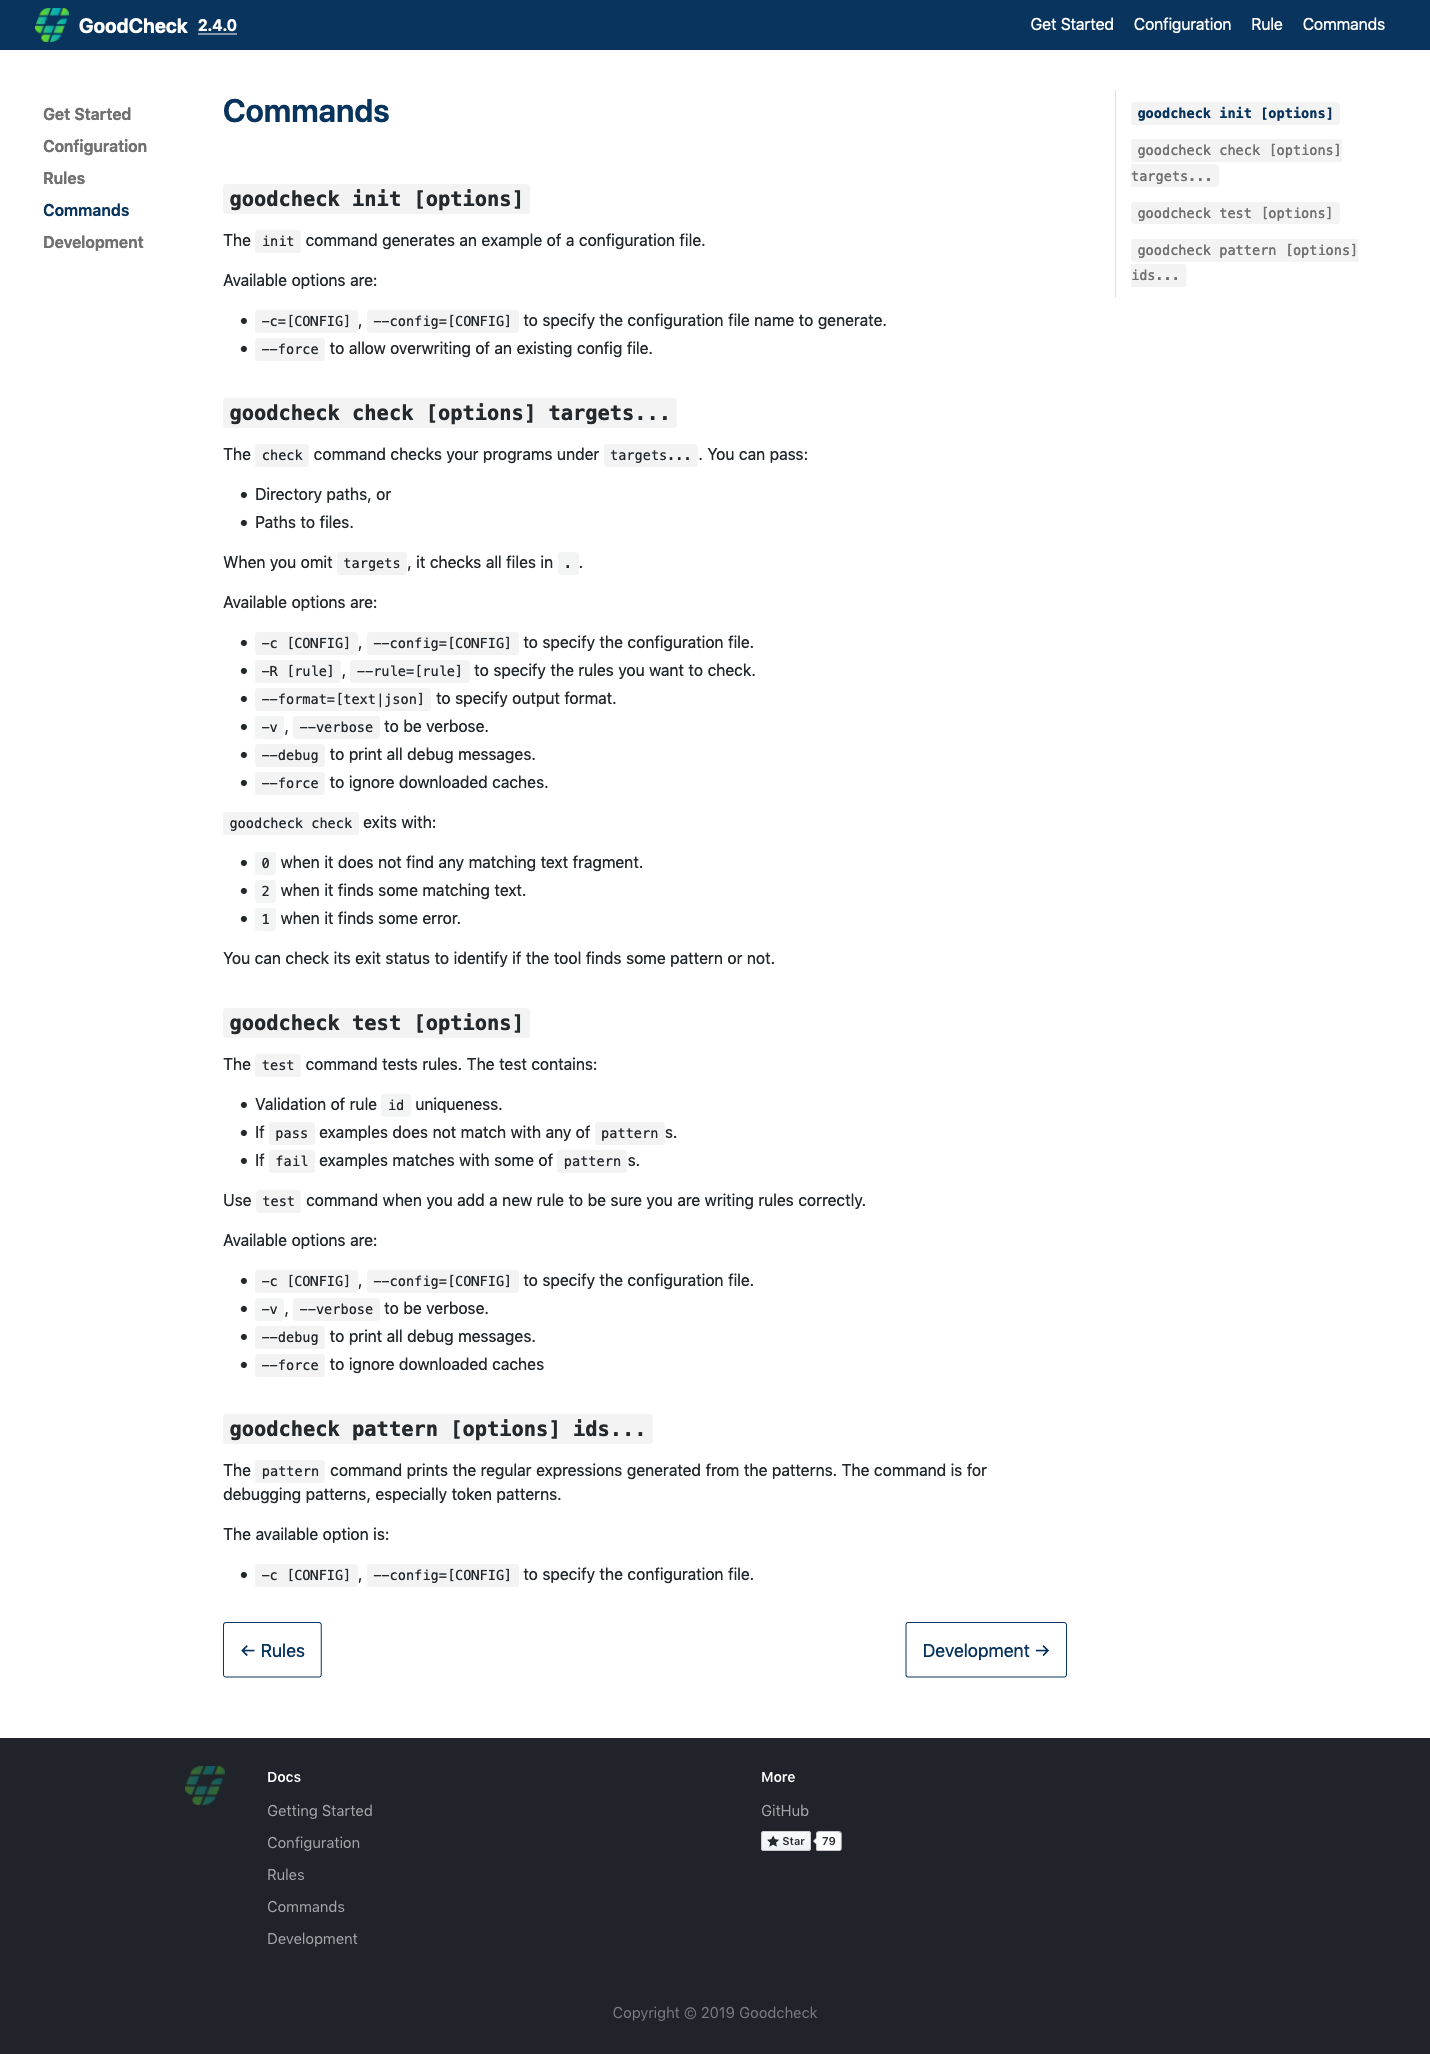 GoodCheck 2.4.0
Get Started Configuration Rule Commands
Get Started
Configuration
Rules
Commands
Development
Commands
goodcheck init [options]
The init command generates an example of a configuration file.
Available options are:
-c=[CONFIG], --config=[CONFIG] to specify the configuration file name to generate.
--force to allow overwriting of an existing config file.
goodcheck check [options] targets...
The check command checks your programs under targets.... You can pass:
Directory paths, or
Paths to files.
When you omit targets, it checks all files in ..
Available options are:
-c [CONFIG], --config=[CONFIG] to specify the configuration file.
-R [rule], --rule=[rule] to specify the rules you want to check.
--format=[text|json] to specify output format.
-v, --verbose to be verbose.
--debug to print all debug messages.
--force to ignore downloaded caches.
goodcheck check exits with:
0 when it does not find any matching text fragment.
2 when it finds some matching text.
1 when it finds some error.
You can check its exit status to identify if the tool finds some pattern or not.
goodcheck test [options]
The test command tests rules. The test contains:
Validation of rule id uniqueness.
If pass examples does not match with any of patterns.
If fail examples matches with some of patterns.
Use test command when you add a new rule to be sure you are writing rules correctly.
Available options are:
-c [CONFIG], --config=[CONFIG] to specify the configuration file.
-v, --verbose to be verbose.
--debug to print all debug messages.
--force to ignore downloaded caches
goodcheck pattern [options] ids...
The pattern command prints the regular expressions generated from the patterns. The command is for
debugging patterns, especially token patterns.
The available option is:
-c [CONFIG], --config=[CONFIG] to specify the configuration file.
← Rules
Development →
goodcheck init [options]
goodcheck check [options]
targets...
goodcheck test [options]
goodcheck pattern [options]
ids...
Docs
Getting Started
Configuration
Rules
Commands
Development
More
GitHub
Star 79
Copyright © 2019 Goodcheck